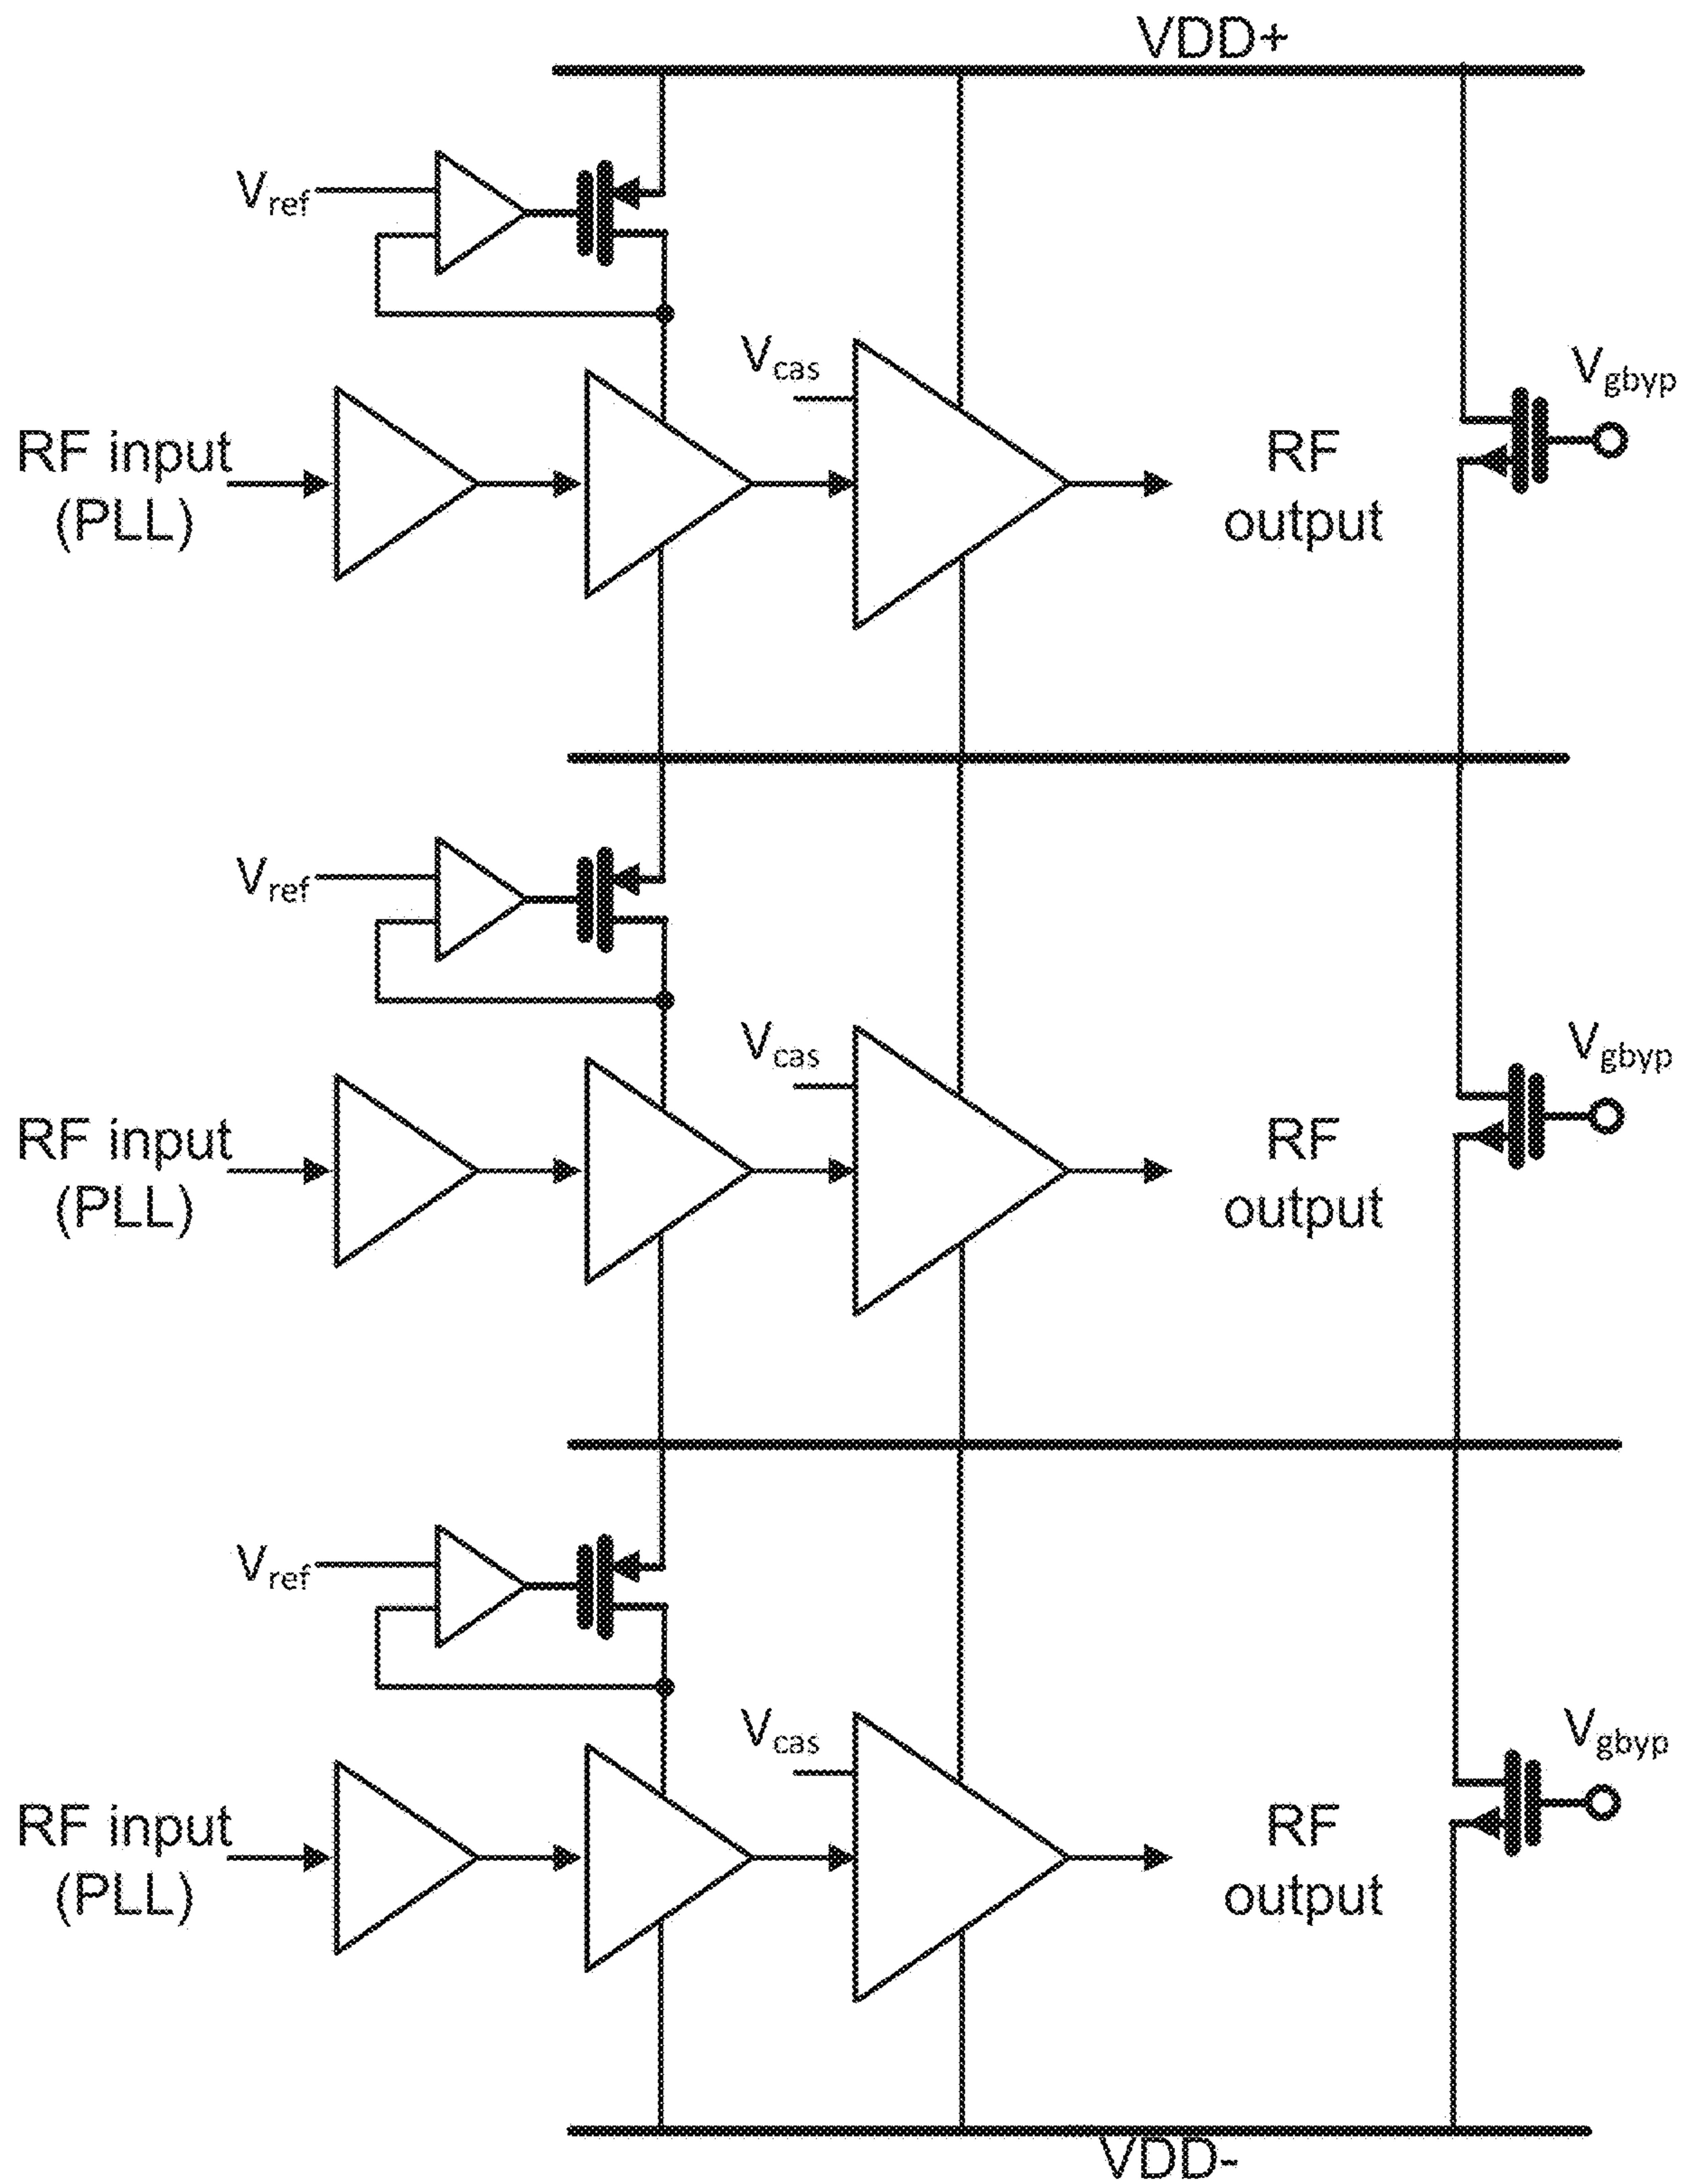 VDD+
Vref
Vcas
Vgbyp
RF input
(PLL)
RF
output
Vref
Vcas
Vgbyp
RF input
(PLL)
RF
output
Vref
Vcas
Vgbyp
RF input
(PLL)
RF
output
VDD-